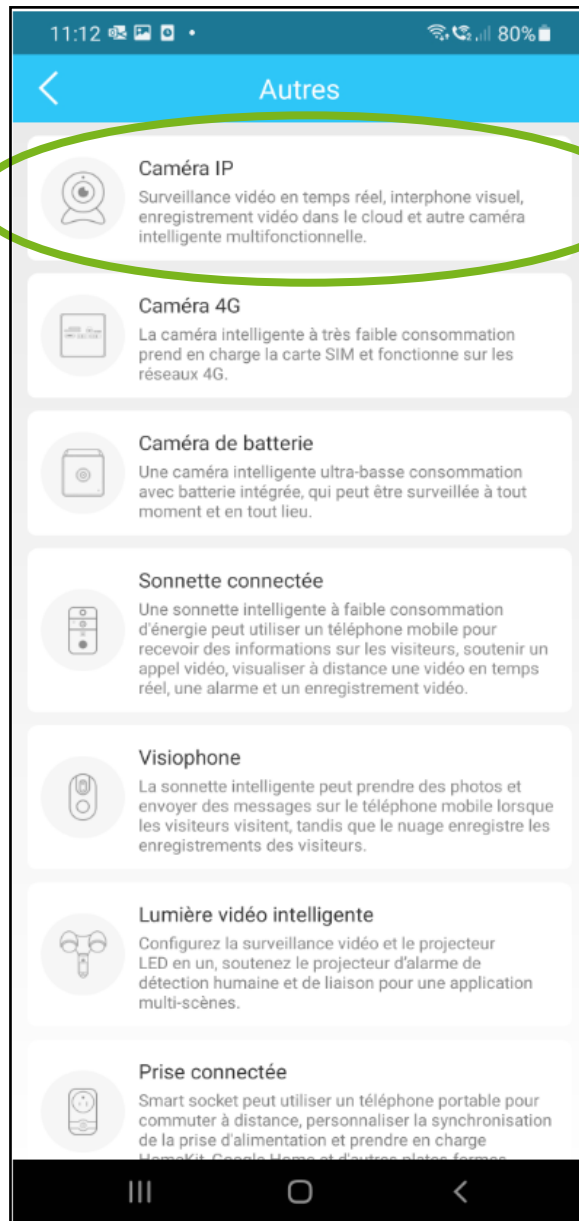 11:12
80%
Autres
Caméra IP
Surveillance vidéo en temps réel, interphone visuel,
enregistrement vidéo dans le cloud et autre caméra
intelligente multifonctionnelle.
Caméra 4G
La caméra intelligente à très faible consommation
prend en charge la carte SIM et fonctionne sur les
réseaux 4G.
Caméra de batterie
Une caméra intelligente ultra-basse consommation
avec batterie intégrée, qui peut être surveillée à tout
moment et en tout lieu.
Sonnette connectée
Une sonnette intelligente à faible consommation
d'énergie peut utiliser un téléphone mobile pour
recevoir des informations sur les visiteurs, soutenir un
appel vidéo, visualiser à distance une vidéo en temps
réel, une alarme et un enregistrement vidéo.
Visiophone
La sonnette intelligente peut prendre des photos et
envoyer des messages sur le téléphone mobile lorsque
les visiteurs visitent, tandis que le nuage enregistre les
enregistrements des visiteurs.
Lumière vidéo intelligente
Configurez la surveillance vidéo et le projecteur
LED en un, soutenez le projecteur d'alarme de
détection humaine et de liaison pour une application
multi-scènes.
Prise connectée
Smart socket peut utiliser un téléphone portable pour
commuter à distance, personnaliser la synchronisation
de la prise d'alimentation et prendre en charge
HomeKit, Google Home et d'autres plates-formes